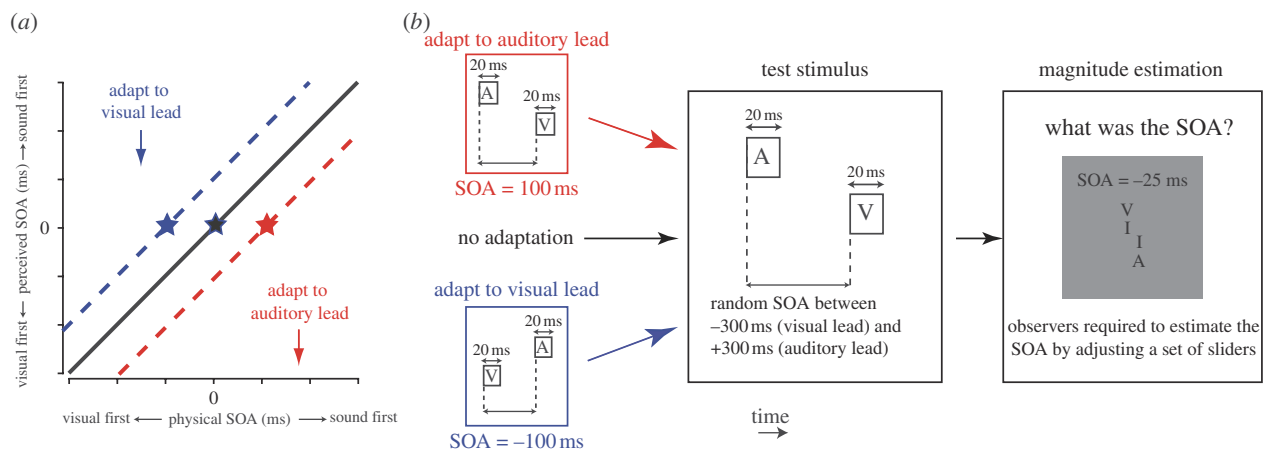 (a)
visual first ← perceived SOA (ms) → sound first
adapt to
visual lead
0
adapt to
auditory lead
0
visual first ← physical SOA (ms) → sound first
(b)
adapt to auditory lead
20 ms
A
20 ms
V
SOA = 100 ms
no adaptation
adapt to visual lead
20 ms
A
20 ms
V
SOA = –100 ms
test stimulus
20 ms
A
20 ms
V
random SOA between
–300 ms (visual lead) and
+300 ms (auditory lead)
time
magnitude estimation
what was the SOA?
SOA = –25 ms
V
I
I
A
observers required to estimate the
SOA by adjusting a set of sliders